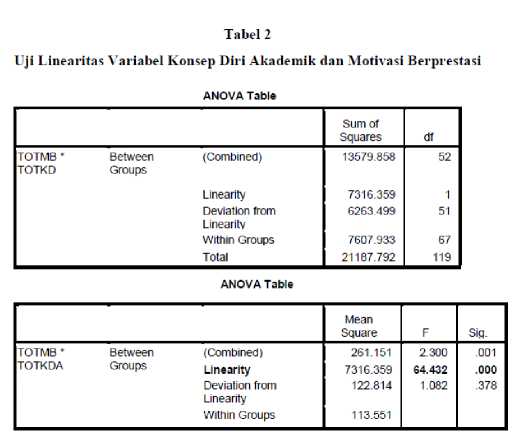 Tabel 2
Uji Linearitas Variabel Konsep Diri Akademik dan Motivasi Berprestasi
ANOVA Table
Sum of
Squares df
TOTMB * Between (Combined) 13579.858 52
TOTKD Groups
Linearity 7316.359 1
Deviation from 6263.499 51
Linearity
Within Groups 7607.933 67
Total 21187.792 119
ANOVA Table
Mean
Square F Sig.
TOTMB * Between (Combined) 261.151 2.300 .001
TOTKDA Groups Linearity 7316.359 64.432 .000
Deviation from 122.814 1.082 .378
Linearity
Within Groups 113.551